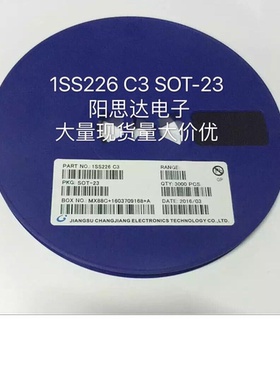 1SS226 C3 SOT-23
阳思达电子
大量现货量大价优
PART NO.: 1SS226 C3
RANGE:
PKG: SOT-23
QTY: 3000 PCS
BOX NO.: MX68C+1603709168+A
DATE: 2016/03
JIANGSU CHANGJIANG ELECTRONICS TECHNOLOGY CO.,LTD